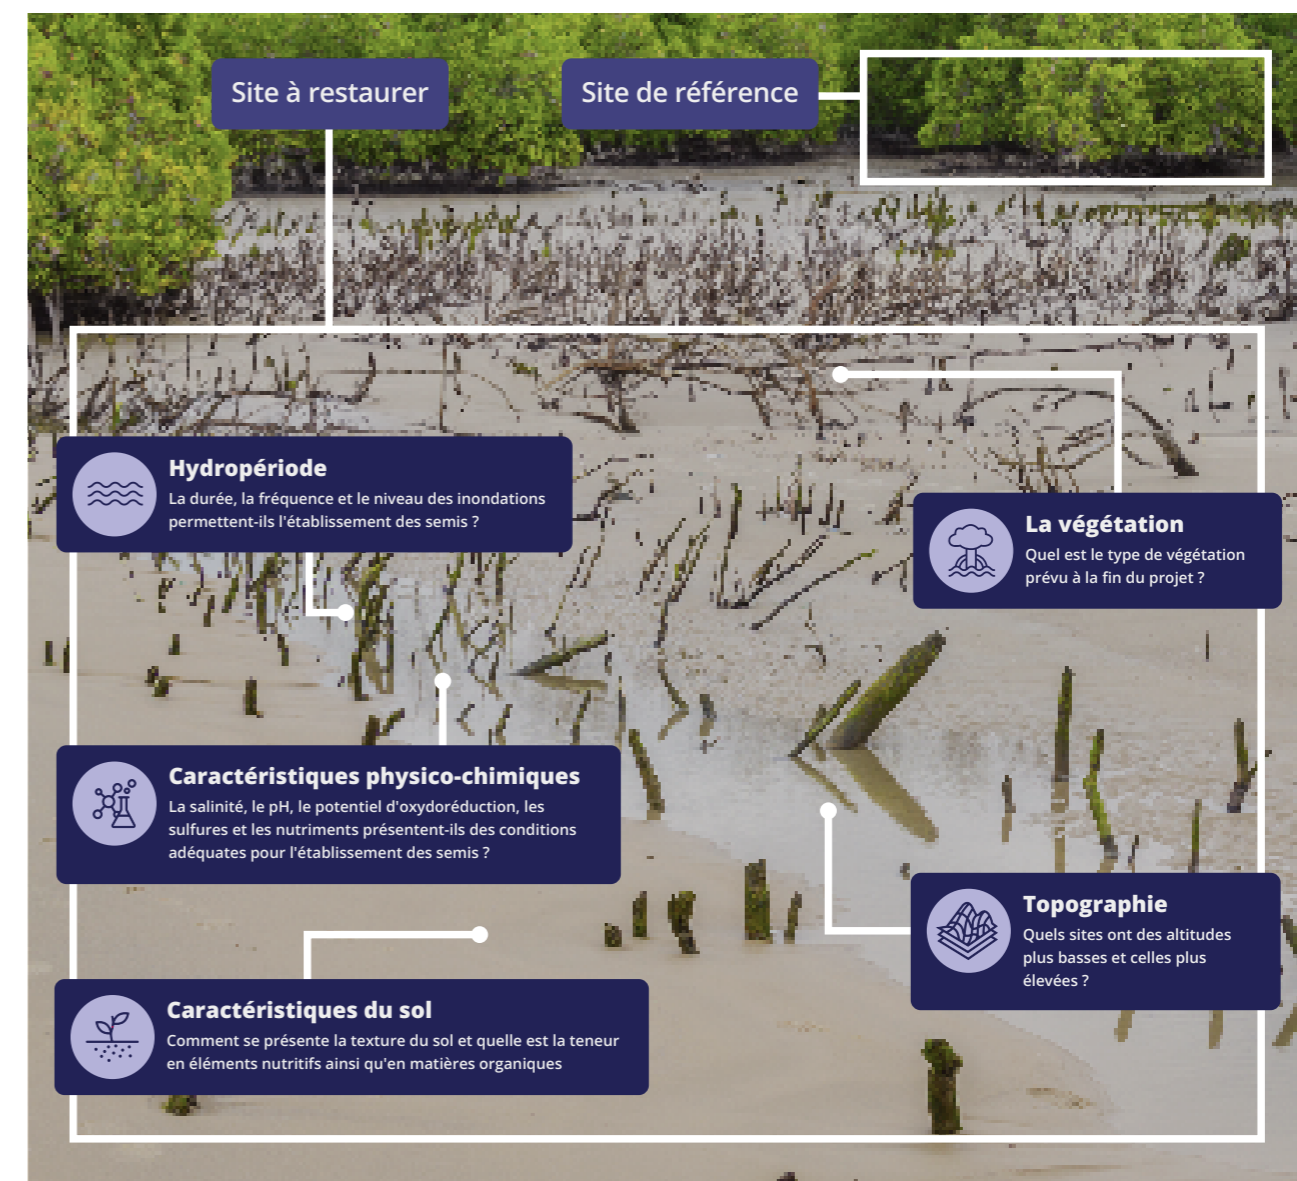 Site à restaurer
Site de référence
Hydropériode
La durée, la fréquence et le niveau des inondations
permettent-ils l'établissement des semis ?
La végétation
Quel est le type de végétation
prévu à la fin du projet ?
Caractéristiques physico-chimiques
La salinité, le pH, le potentiel d'oxydoréduction, les
sulfures et les nutriments présentent-ils des conditions
adéquates pour l'établissement des semis ?
Topographie
Quels sites ont des altitudes
plus basses et celles plus
élevées ?
Caractéristiques du sol
Comment se présente la texture du sol et quelle est la teneur
en éléments nutritifs ainsi qu'en matières organiques